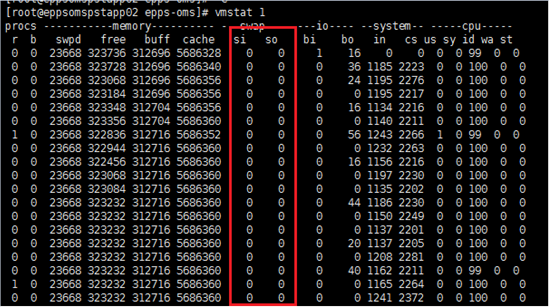 [root@eppsomspstapp02 epps-oms]# vmstat 1
procs -----------memory---------- ---swap-- -----io---- --system-- -----cpu-----
r b swpd free buff cache si so bi bo in cs us sy id wa st
0 0 23668 323736 312696 5686328 0 0 1 16 0 0 0 0 99 0 0
0 0 23668 323728 312696 5686340 0 0 0 36 1185 2223 0 0 100 0 0
0 0 23668 323068 312696 5686356 0 0 0 24 1195 2276 0 0 100 0 0
0 0 23668 323184 312696 5686356 0 0 0 0 1195 2217 0 0 100 0 0
0 0 23668 323348 312704 5686356 0 0 0 16 1134 2216 0 0 100 0 0
0 0 23668 323356 312704 5686360 0 0 0 0 1140 2211 0 0 100 0 0
1 0 23668 322836 312716 5686352 0 0 0 56 1243 2266 1 0 99 0 0
0 0 23668 322944 312716 5686360 0 0 0 0 1232 2263 0 0 100 0 0
0 0 23668 322456 312716 5686360 0 0 0 16 1156 2216 0 0 100 0 0
0 0 23668 323068 312716 5686360 0 0 0 0 1197 2230 0 0 100 0 0
0 0 23668 323084 312716 5686360 0 0 0 0 1135 2202 0 0 100 0 0
0 0 23668 323232 312716 5686360 0 0 0 44 1186 2230 0 0 100 0 0
0 0 23668 323232 312716 5686360 0 0 0 0 1150 2249 0 0 100 0 0
0 0 23668 323232 312716 5686360 0 0 0 0 1137 2201 0 0 100 0 0
0 0 23668 323232 312716 5686360 0 0 0 20 1137 2205 0 0 100 0 0
0 0 23668 323232 312716 5686360 0 0 0 0 1208 2281 0 0 100 0 0
0 0 23668 323232 312716 5686360 0 0 0 40 1162 2211 0 0 99 0 0
1 0 23668 323232 312716 5686360 0 0 0 0 1165 2264 0 0 100 0 0
0 0 23668 323232 312716 5686360 0 0 0 0 1241 2372 0 0 100 0 0